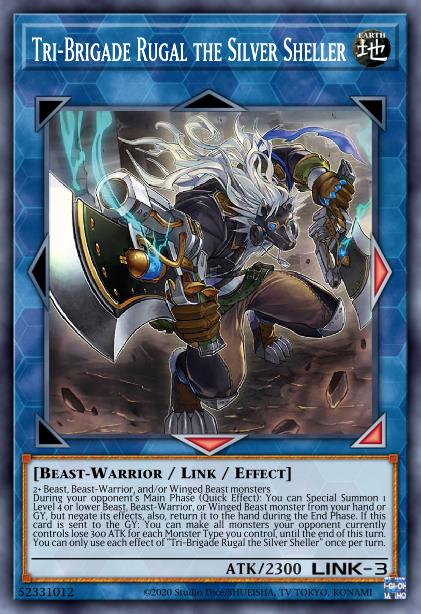 Tri-Brigade Rugal the Silver Sheller
EARTH
地
[Beast-Warrior / Link / Effect]
2+ Beast, Beast-Warrior, and/or Winged Beast monsters
During your opponent's Main Phase (Quick Effect): You can Special Summon 1
Level 4 or lower Beast, Beast-Warrior, or Winged Beast monster from your hand or
GY, but negate its effects, also, return it to the hand during the End Phase. If this
card is sent to the GY: You can make all monsters your opponent currently
controls lose 300 ATK for each Monster Type you control, until the end of this turn.
You can only use each effect of "Tri-Brigade Rugal the Silver Sheller" once per turn.
ATK/2300 LINK-3
52331012 ©2020 Studio Dice/SHUEISHA, TV TOKYO, KONAMI